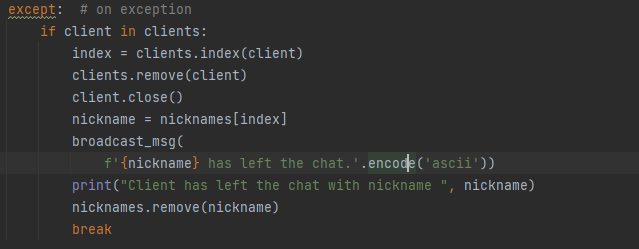 except:  # on exception
    if client in clients:
        index = clients.index(client)
        clients.remove(client)
        client.close()
        nickname = nicknames[index]
        broadcast_msg(
            f'{nickname} has left the chat.'.encode('ascii'))
        print("Client has left the chat with nickname ", nickname)
        nicknames.remove(nickname)
        break